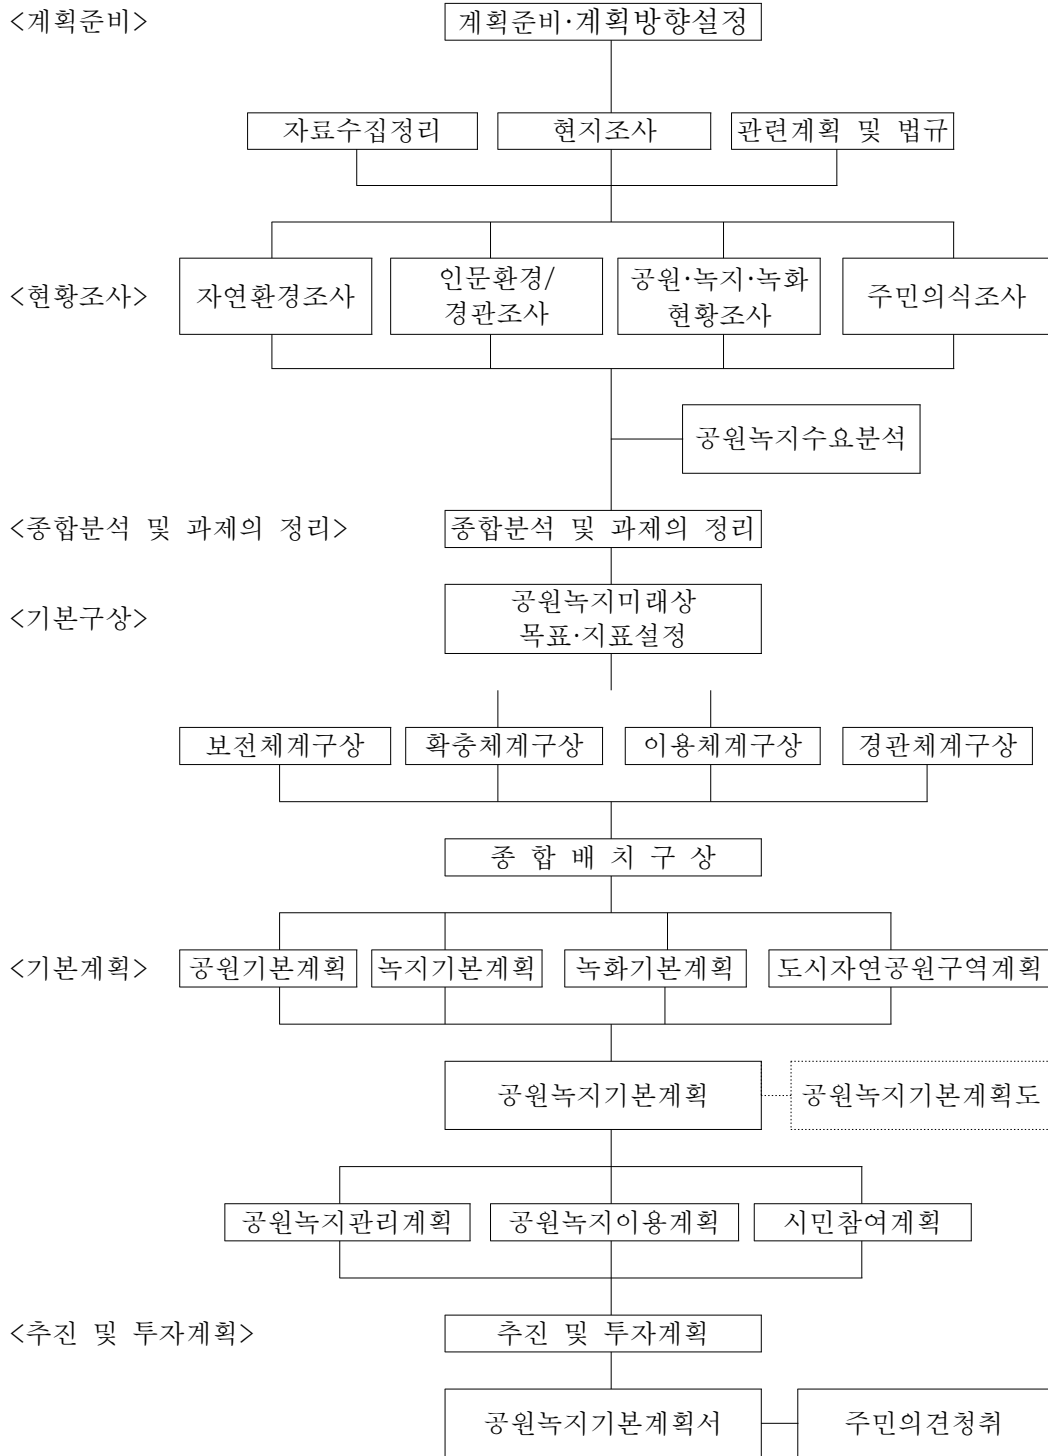 <계획준비>
계획준비·계획방향설정
자료수집정리
현지조사
관련계획 및 법규
<현황조사>
자연환경조사
인문환경/
경관조사
공원·녹지·녹화
현황조사
주민의식조사
공원녹지수요분석
<종합분석 및 과제의 정리>
종합분석 및 과제의 정리
<기본구상>
공원녹지미래상
목표·지표설정
보전체계구상
확충체계구상
이용체계구상
경관체계구상
종 합 배 치 구 상
<기본계획>
공원기본계획
녹지기본계획
녹화기본계획
도시자연공원구역계획
공원녹지기본계획
공원녹지기본계획도
공원녹지관리계획
공원녹지이용계획
시민참여계획
<추진 및 투자계획>
추진 및 투자계획
공원녹지기본계획서
주민의견청취